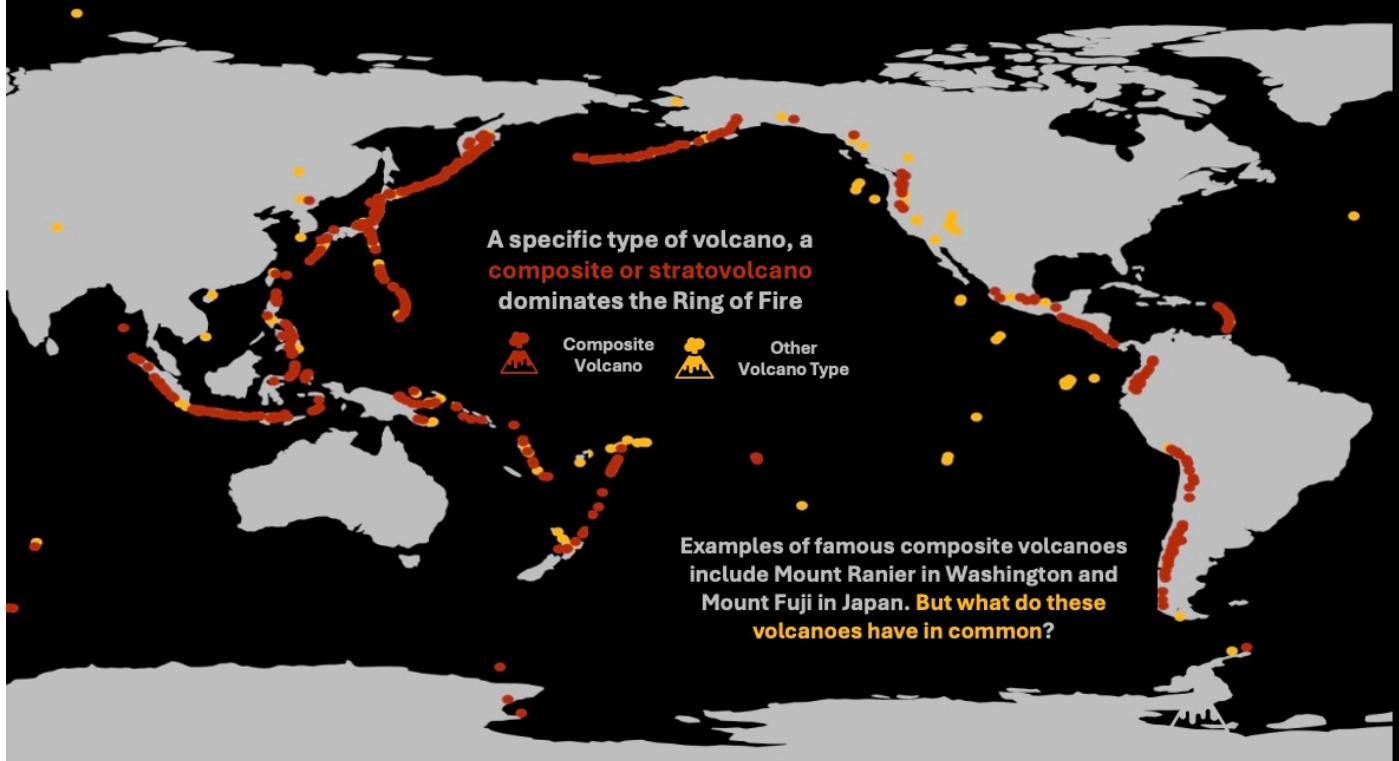 A specific type of volcano, a
composite or stratovolcano
dominates the Ring of Fire
Composite
Volcano
Other
Volcano Type
Examples of famous composite volcanoes
include Mount Ranier in Washington and
Mount Fuji in Japan. But what do these
volcanoes have in common?